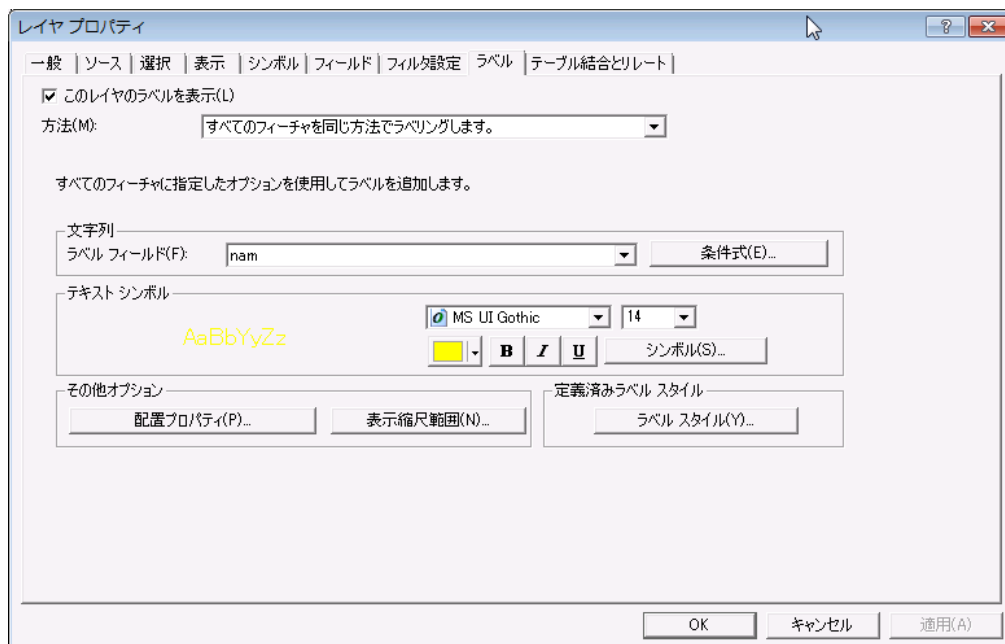 レイヤ プロパティ
一般 ソース 選択 表示 シンボル フィールド フィルタ設定 ラベル テーブル結合とリレート
このレイヤのラベルを表示(L)
方法(M): すべてのフィーチャを同じ方法でラベリングします。
すべてのフィーチャに指定したオプションを使用してラベルを追加します。
文字列
ラベル フィールド(F): nam 条件式(E)...
テキスト シンボル
AaBbYyZz
MS UI Gothic 14
B I U シンボル(S)...
その他オプション 定義済みラベル スタイル
配置プロパティ(P)... 表示縮尺範囲(N)... ラベル スタイル(Y)...
OK キャンセル 適用(A)